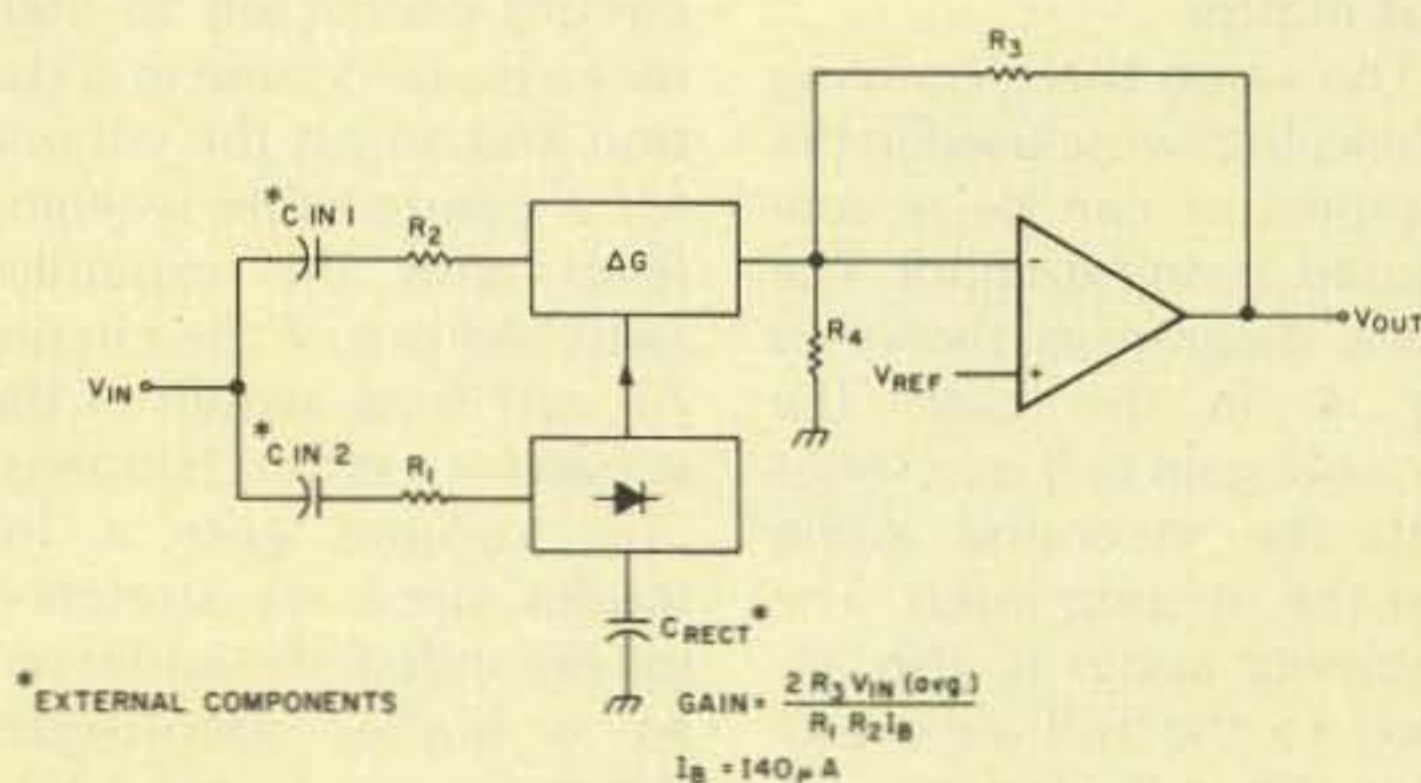 R3
*C IN 1
R2
ΔG
R4
VREF
-
+
VOUT
VIN
*C IN 2
R1
CRECT*
*EXTERNAL COMPONENTS
GAIN= 2 R3 VIN (avg.) / R1 R2 IB
IB = 140μA